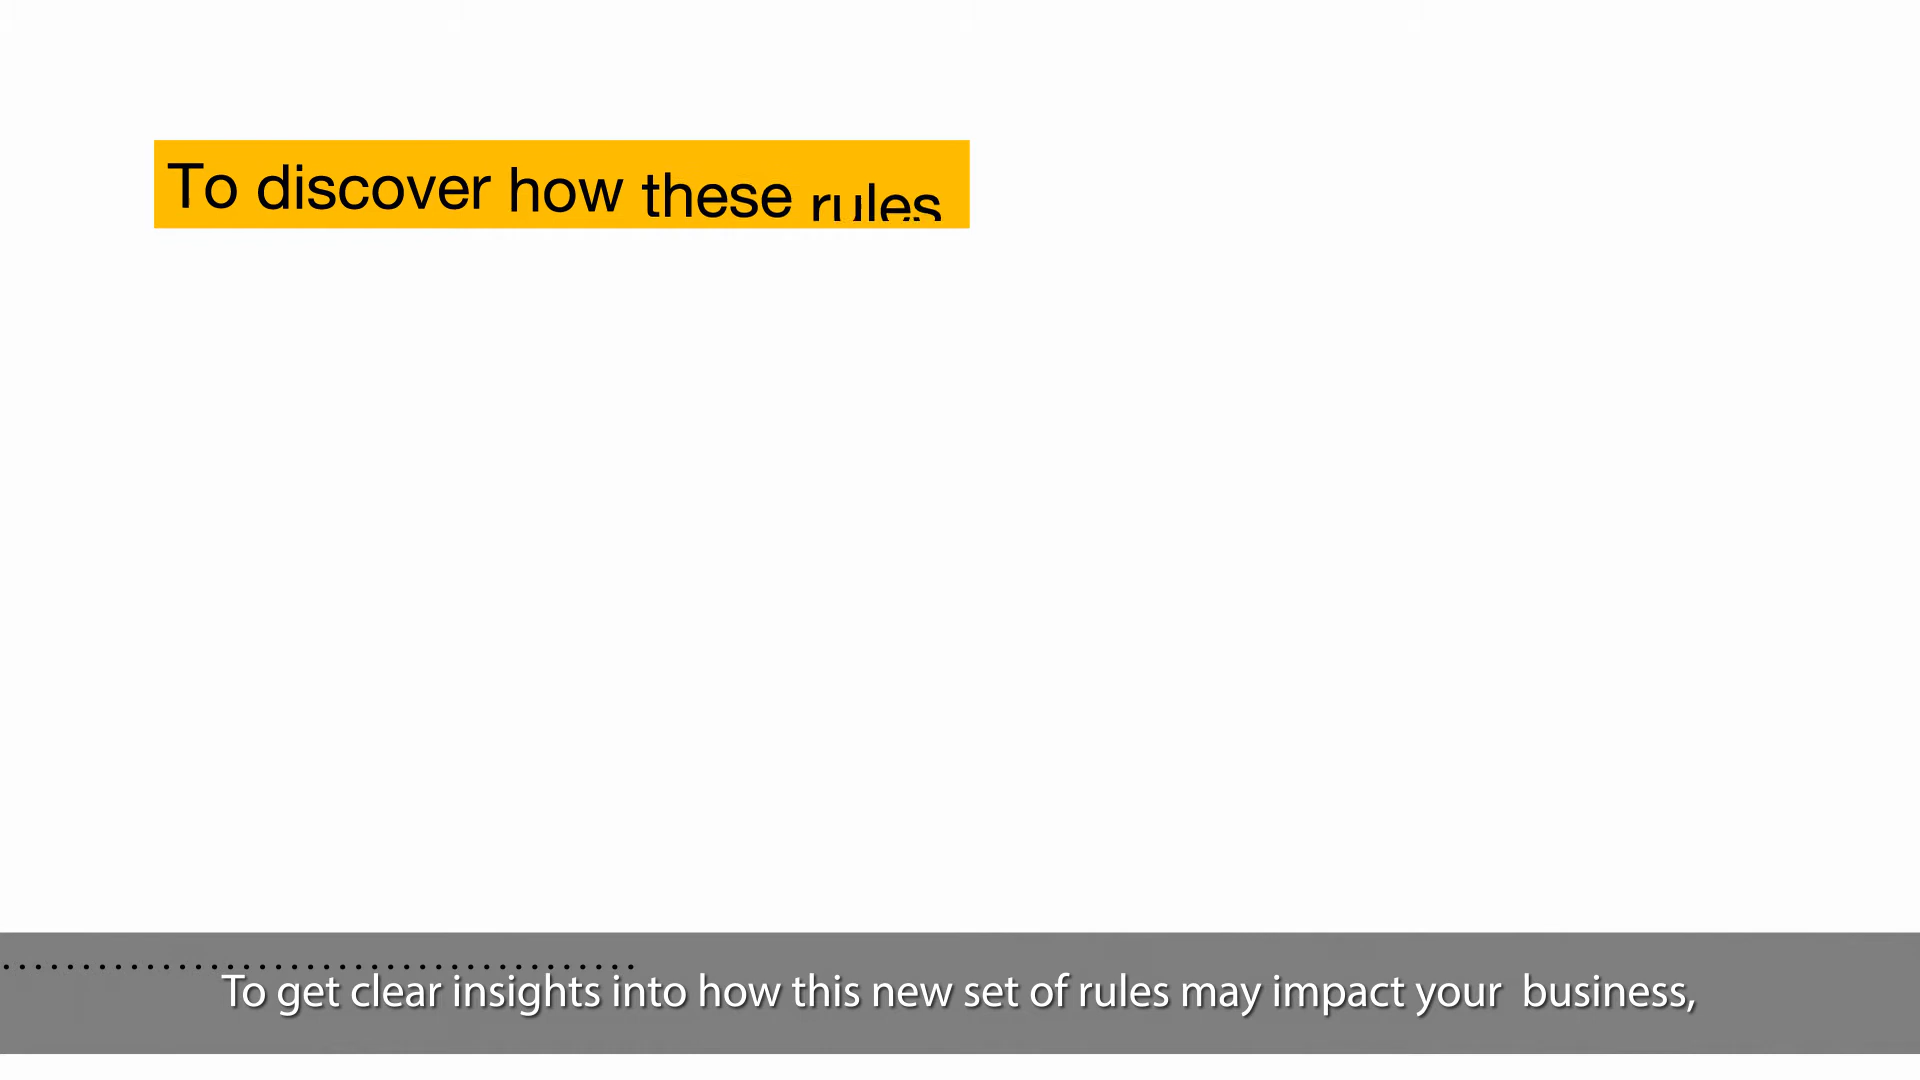 To discover how these rules
To get clear insights into how this new set of rules may impact your  business,